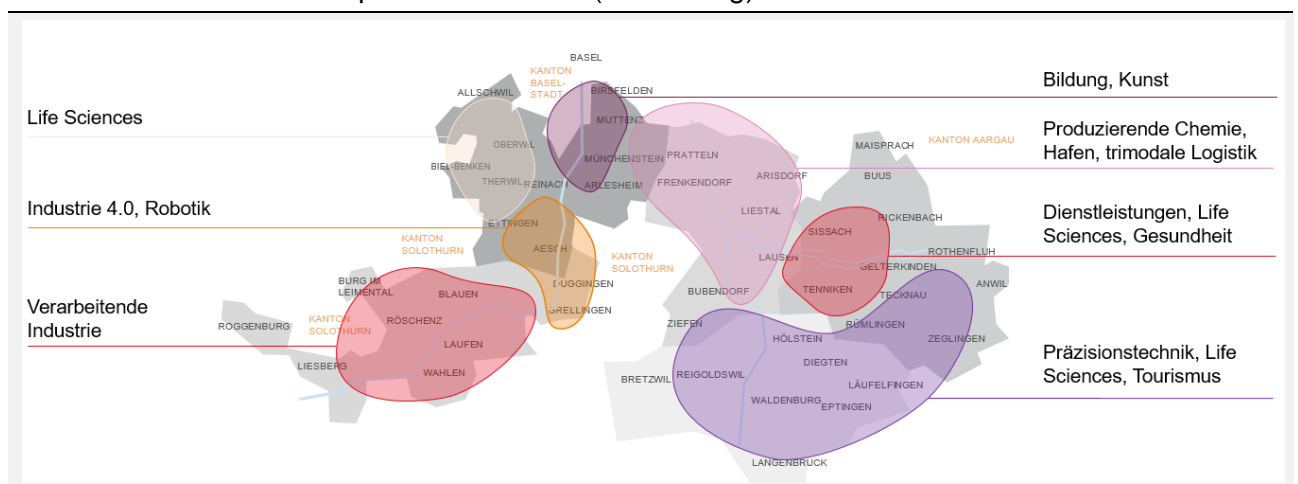 BASEL
KANTON
BASEL-
STADT
ALLSCHWIL
BIRSFELDEN
Bildung, Kunst
Life Sciences
MUTTENZ
Produzierende Chemie,
Hafen, trimodale Logistik
OBERWIL
MAISPRACH
KANTON AARGAU
BIEL-BENKEN
MÜNCHENSTEIN
PRATTELN
THERWIL
REINACH
ARLESHEIM
FRENKENDORF
ARISDORF
BUUS
Industrie 4.0, Robotik
ETTINGEN
LIESTAL
RICKENBACH
Dienstleistungen, Life
Sciences, Gesundheit
KANTON
SOLOTHURN
AESCH
KANTON
SOLOTHURN
SISSACH
LAUSEN
ROTHENFLUH
GELTERKINDEN
BURG IM
LEIMENTAL
BLAUEN
DUGGINGEN
BUBENDORF
TENNIKEN
TECKNAU
ANWIL
Verarbeitende
Industrie
GRELLINGEN
ROGGENBURG
KANTON
SOLOTHURN
RÖSCHENZ
ZIEFEN
RÜMLINGEN
LAUFEN
HÖLSTEIN
ZEGLINGEN
Präzisionstechnik, Life
Sciences, Tourismus
LIESBERG
WAHLEN
BRETZWIL
REIGOLDSWIL
DIEGTEN
LÄUFELFINGEN
WALDENBURG
EPTINGEN
LANGENBRUCK